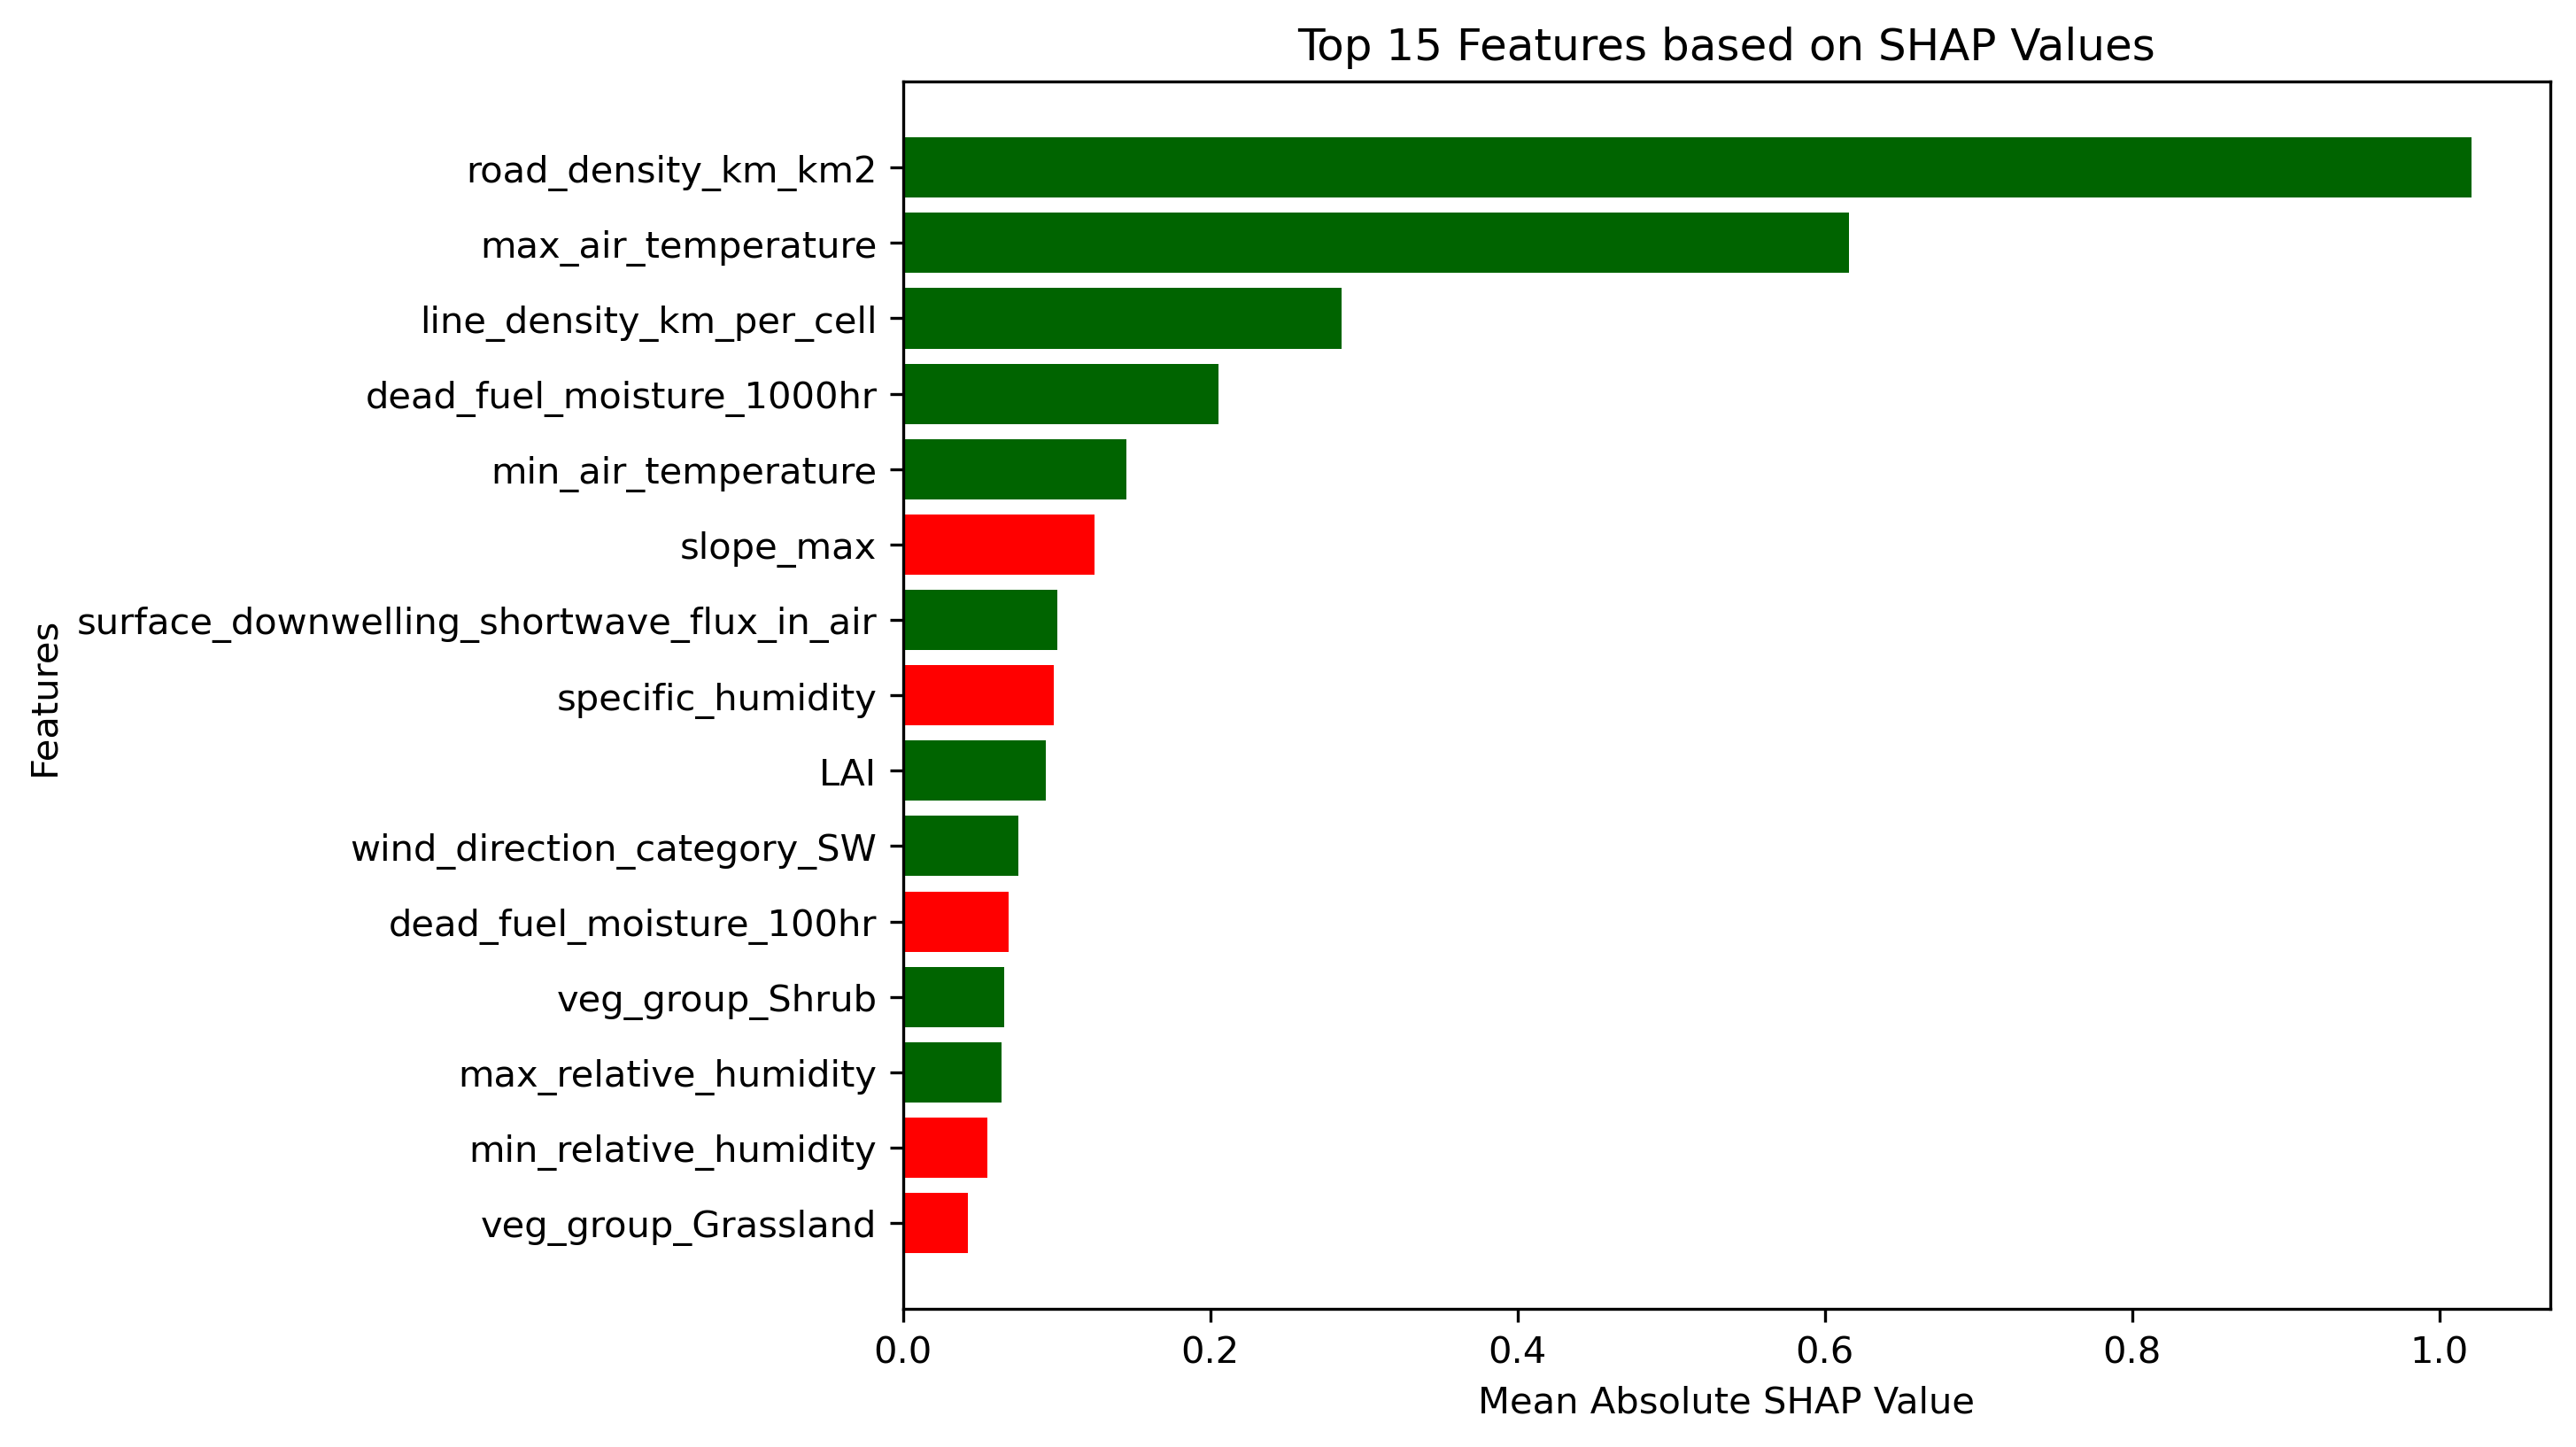 Top 15 Features based on SHAP Values
road_density_km_km2
max_air_temperature
line_density_km_per_cell
dead_fuel_moisture_1000hr
min_air_temperature
slope_max
surface_downwelling_shortwave_flux_in_air
specific_humidity
LAI
wind_direction_category_SW
dead_fuel_moisture_100hr
veg_group_Shrub
max_relative_humidity
min_relative_humidity
veg_group_Grassland
Features
0.0 0.2 0.4 0.6 0.8 1.0
Mean Absolute SHAP Value